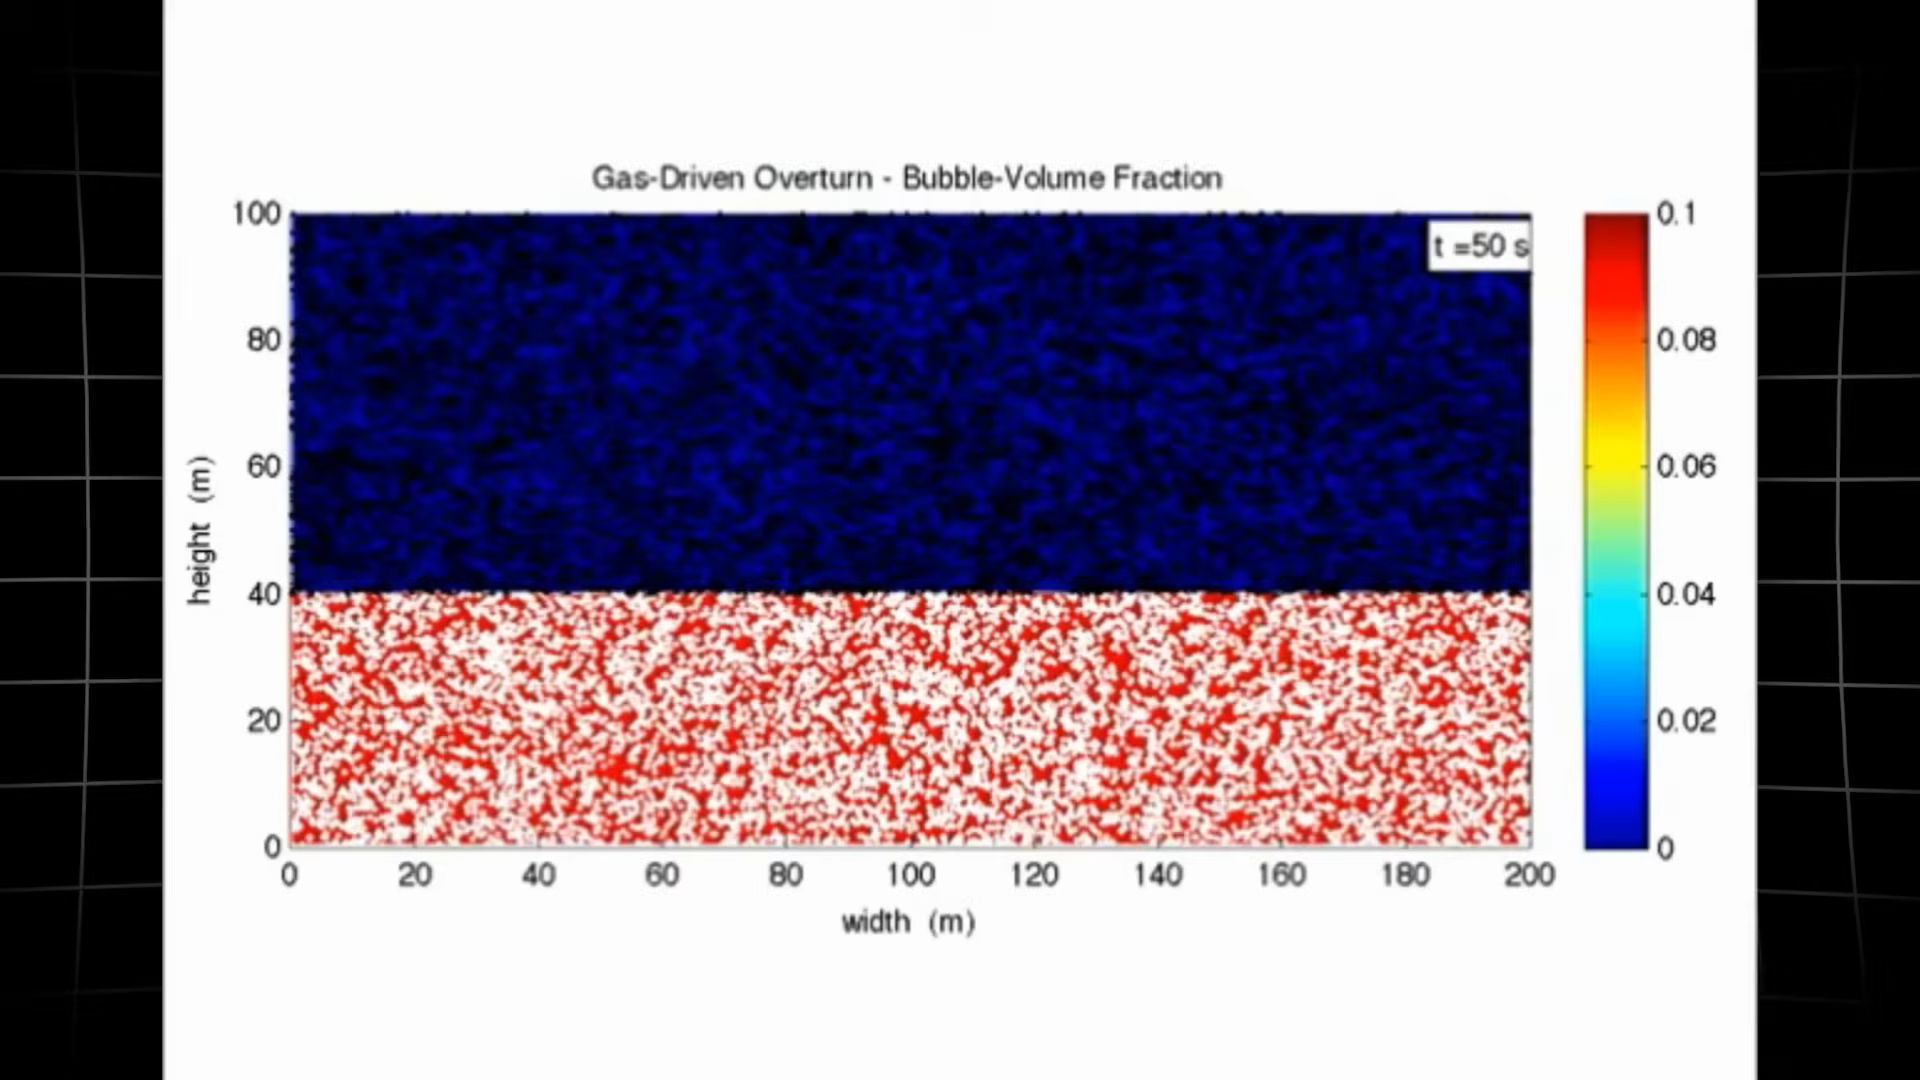 Gas-Driven Overturn - Bubble-Volume Fraction
t =50 s
height (m)
100
80
60
40
20
0
0 20 40 60 80 100 120 140 160 180 200
width (m)
0.1
0.08
0.06
0.04
0.02
0